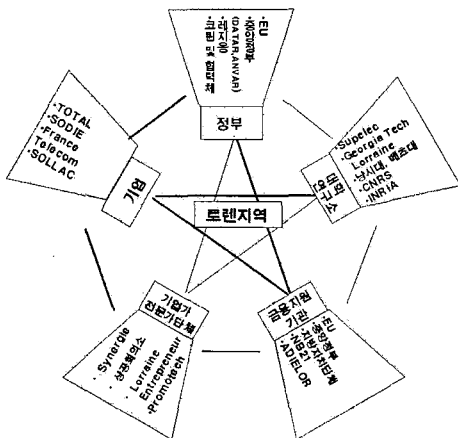 ·EU
·중앙정부
(DATAR,ANVAR)
·레지옹
·코뮌 및 협력체
정부
·TOTAL
·SODIE
·France
Telecom
·SOLLAC
기업
·Supelec
·Georgia Tech
Lorraine
·낭시대, 메츠대
·CNRS
·INRiA
대학
연구소
토렌지역
기업가
전문가단체
·Synergie
·상공회의소
·Lorraine
Entrepreneur
·Promotech
금융지원
기관
·EU
·중앙정부
·지방자치단체
·NB21
·ADIELOR